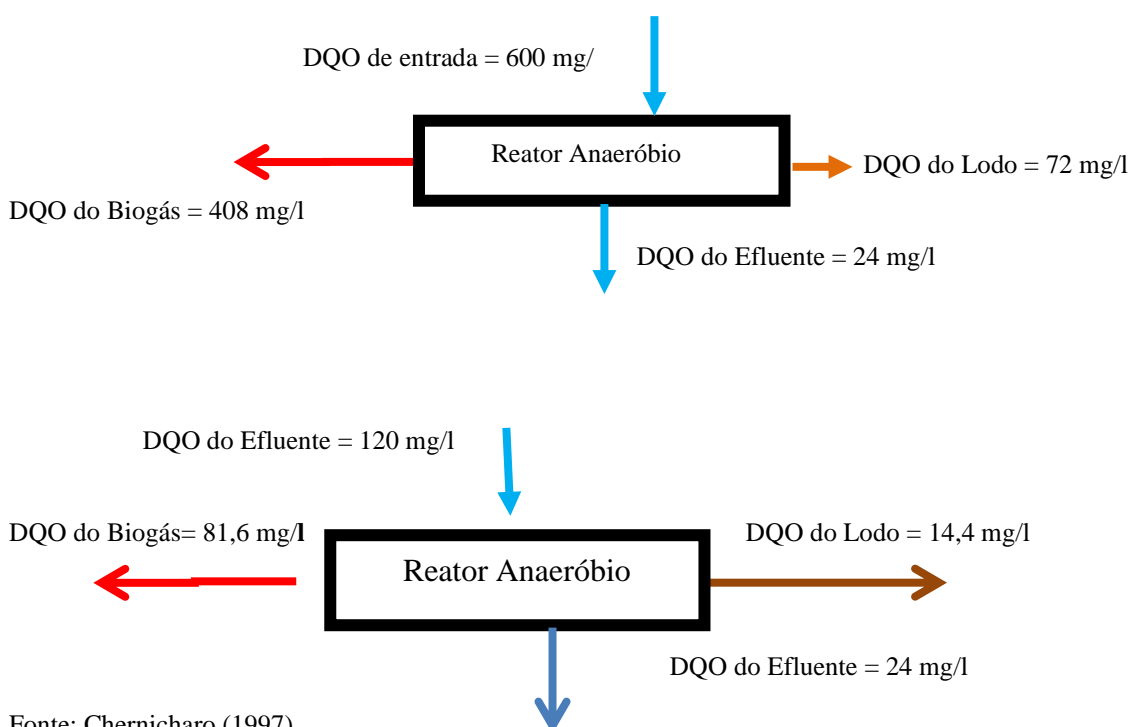 DQO de entrada = 600 mg/
Reator Anaeróbio
DQO do Lodo = 72 mg/l
DQO do Biogás = 408 mg/l
DQO do Efluente = 24 mg/l
DQO do Efluente = 120 mg/l
DQO do Biogás= 81,6 mg/l
DQO do Lodo = 14,4 mg/l
Reator Anaeróbio
DQO do Efluente = 24 mg/l
Fonte: Chernicharo (1997)